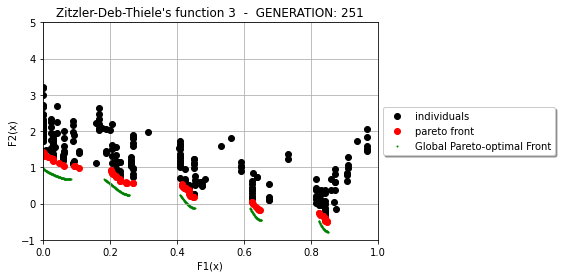 Zitzler-Deb-Thiele's function 3  -  GENERATION: 251
5
4
3
2
1
0
−1
F2(x)
0.0 0.2 0.4 0.6 0.8 1.0
F1(x)
individuals
pareto front
Global Pareto-optimal Front